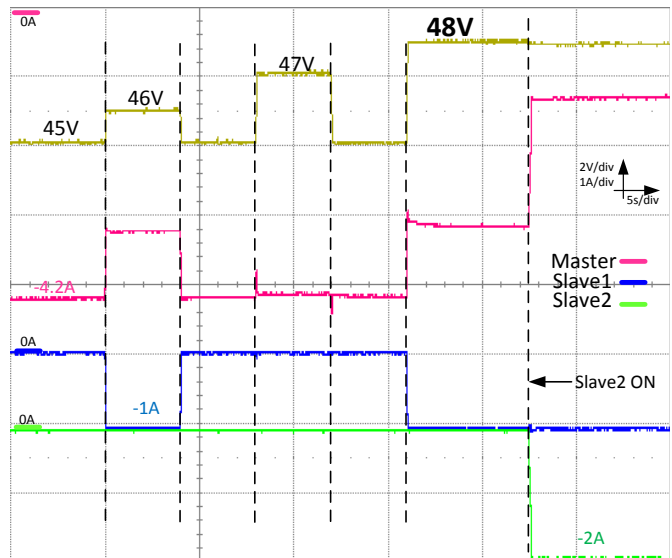 0A
48V
47V
46V
45V
2V/div
1A/div
5s/div
Master
Slave1
Slave2
-4.2A
0A
Slave2 ON
-1A
0A
-2A